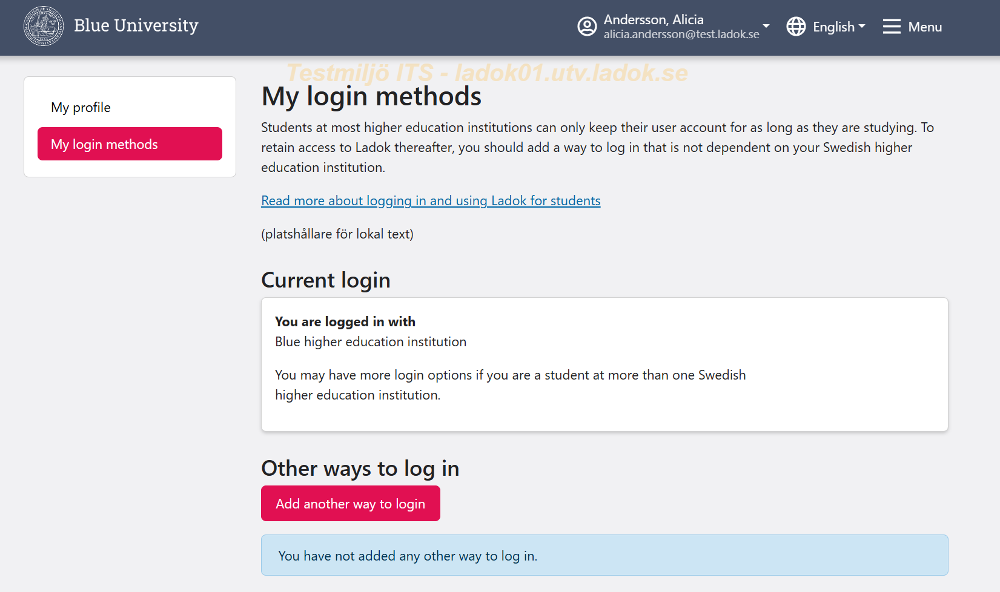 Blue University
Andersson, Alicia
alicia.andersson@test.ladok.se
English
Menu
Testmiljö ITS - ladok01.utv.ladok.se
My profile
My login methods
My login methods
Students at most higher education institutions can only keep their user account for as long as they are studying. To
retain access to Ladok thereafter, you should add a way to log in that is not dependent on your Swedish higher
education institution.
Read more about logging in and using Ladok for students
(platshållare för lokal text)
Current login
You are logged in with
Blue higher education institution
You may have more login options if you are a student at more than one Swedish
higher education institution.
Other ways to log in
Add another way to login
You have not added any other way to log in.